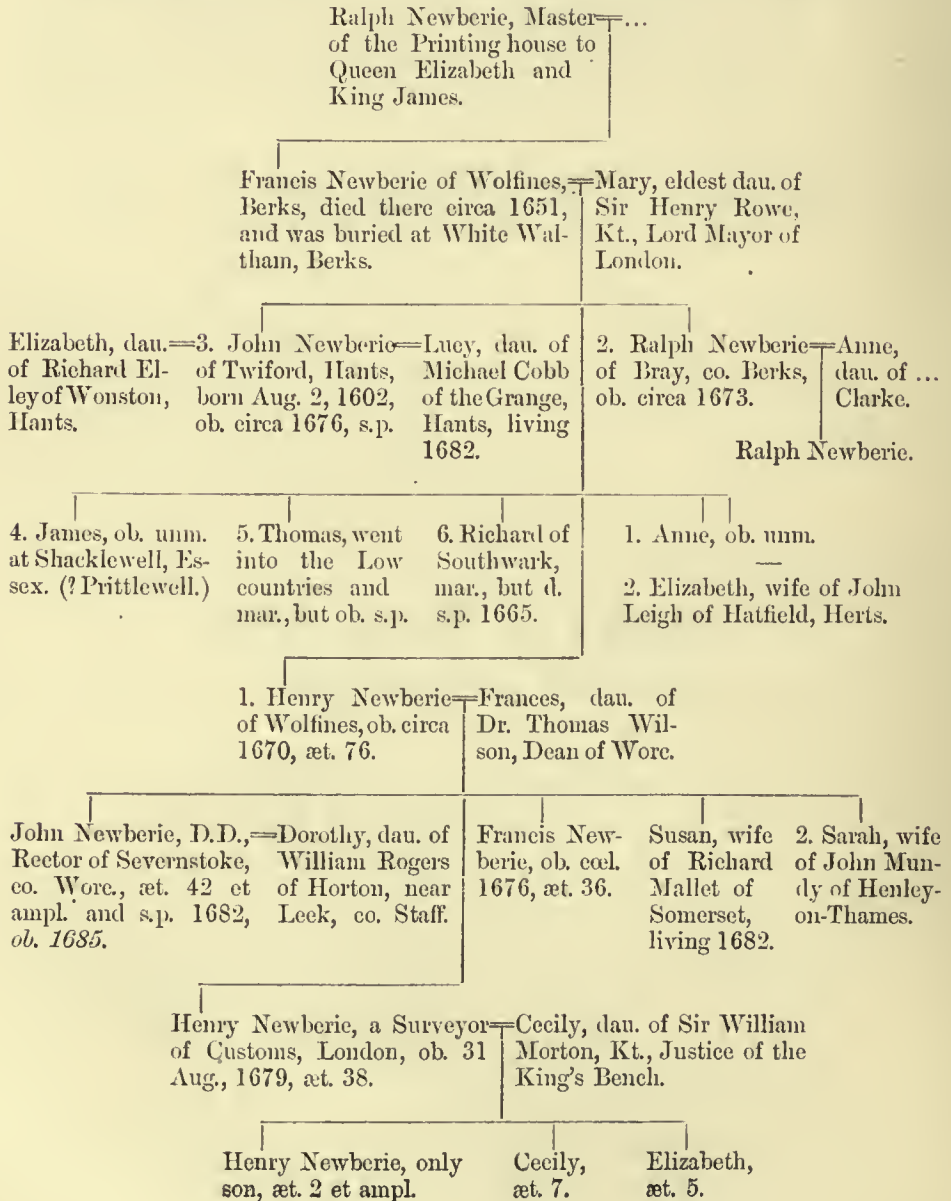 Ralph Newberie, Master=...
of the Printing house to
Queen Elizabeth and
King James.
Francis Newberie of Wolfines,=
Berks, died there circa 1651,
and was buried at White Wal-
tham, Berks.
Mary, eldest dau. of
Sir Henry Rowe,
Kt., Lord Mayor of
London.
Elizabeth, dau.=
of Richard El-
ley of Wonston,
Hants.
3. John Newberie=
of Twiford, Hants,
born Aug. 2, 1602,
ob. circa 1676, s.p.
Lucy, dau. of
Michael Cobb
of the Grange,
Hants, living
1682.
2. Ralph Newberie=
of Bray, co. Berks,
ob. circa 1673.
Anne,
dau. of ...
Clarke.
Ralph Newberie.
4. James, ob. unm.
at Shacklewell, Es-
sex. (? Prittlewell.)
5. Thomas, went
into the Low
countries and
mar., but ob. s.p.
6. Richard of
Southwark,
mar., but d.
s.p. 1665.
1. Anne, ob. unm.
—
2. Elizabeth, wife of John
Leigh of Hatfield, Herts.
1. Henry Newberie=
of Wolfines, ob. circa
1670, æt. 76.
Frances, dau. of
Dr. Thomas Wil-
son, Dean of Worc.
John Newberie, D.D.,=
Rector of Severnstoke,
co. Worc., æt. 42 et
ampl. and s.p. 1682,
ob. 1685.
Dorothy, dau. of
William Rogers
of Horton, near
Leek, co. Staff.
Francis New-
berie, ob. cœl.
1676, æt. 36.
Susan, wife
of Richard
Mallet of
Somerset,
living 1682.
2. Sarah, wife
of John Mun-
dy of Henley-
on-Thames.
Henry Newberie, a Surveyor=
of Customs, London, ob. 31
Aug., 1679, æt. 38.
Cecily, dau. of Sir William
Morton, Kt., Justice of the
King's Bench.
Henry Newberie, only
son, æt. 2 et ampl.
Cecily,
æt. 7.
Elizabeth,
æt. 5.